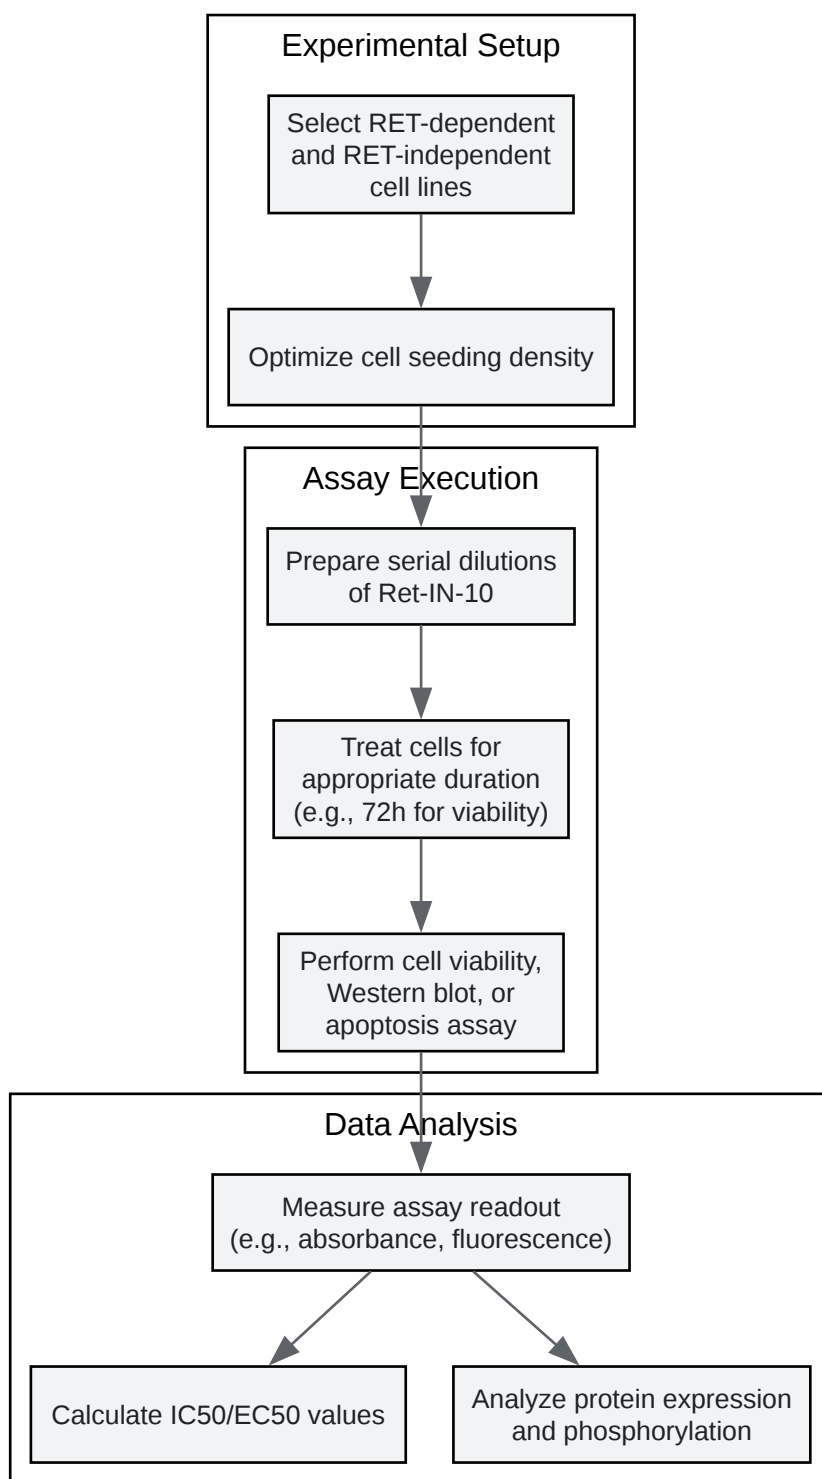 Experimental Setup
Select RET-dependent
and RET-independent
cell lines
Optimize cell seeding density
Assay Execution
Prepare serial dilutions
of Ret-IN-10
Treat cells for
appropriate duration
(e.g., 72h for viability)
Perform cell viability,
Western blot, or
apoptosis assay
Data Analysis
Measure assay readout
(e.g., absorbance, fluorescence)
Calculate IC50/EC50 values
Analyze protein expression
and phosphorylation